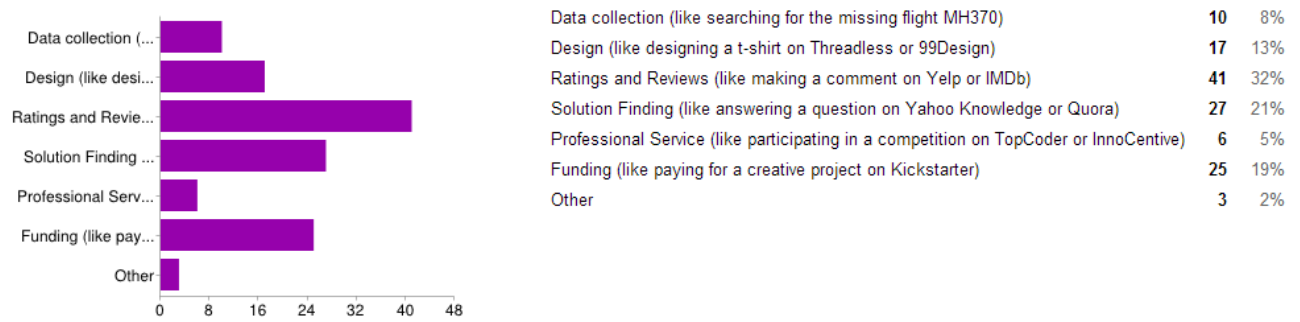 Data collection (...
Design (like desi...
Ratings and Revie...
Solution Finding ...
Professional Serv...
Funding (like pay...
Other
0 8 16 24 32 40 48
Data collection (like searching for the missing flight MH370) 10 8%
Design (like designing a t-shirt on Threadless or 99Design) 17 13%
Ratings and Reviews (like making a comment on Yelp or IMDb) 41 32%
Solution Finding (like answering a question on Yahoo Knowledge or Quora) 27 21%
Professional Service (like participating in a competition on TopCoder or InnoCentive) 6 5%
Funding (like paying for a creative project on Kickstarter) 25 19%
Other 3 2%